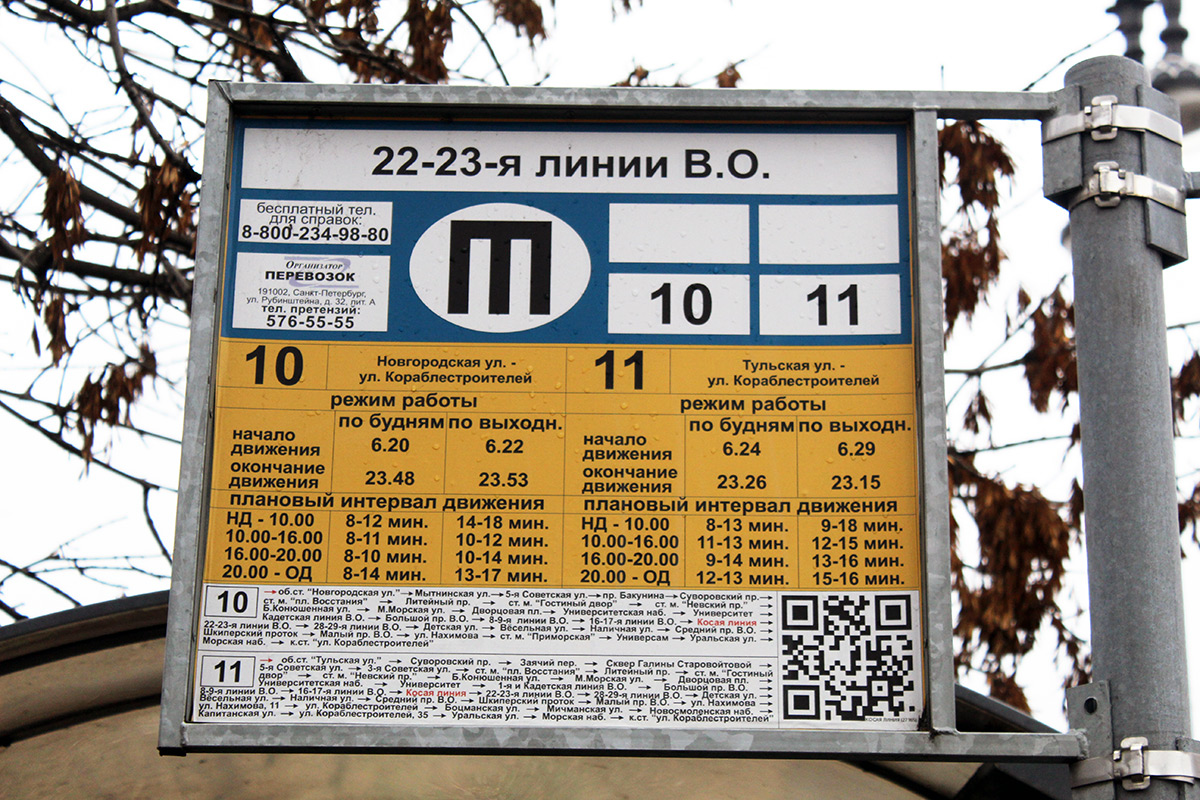 22-23-я линии В.О.
бесплатный тел.
для справок:
8-800-234-98-80
Организатор
ПЕРЕВОЗОК
191002, Санкт-Петербург,
ул. Рубинштейна, д. 32, лит. А
тел. претензий:
576-55-55
Т
10
11
10
Новгородская ул. -
ул. Кораблестроителей
режим работы
по будням по выходн.
начало
движения 6.20 6.22
окончание
движения 23.48 23.53
плановый интервал движения
НД - 10.00 8-12 мин. 14-18 мин.
10.00-16.00 8-11 мин. 10-12 мин.
16.00-20.00 8-10 мин. 10-14 мин.
20.00 - ОД 8-14 мин. 13-17 мин.
11
Тульская ул. -
ул. Кораблестроителей
режим работы
по будням по выходн.
начало
движения 6.24 6.29
окончание
движения 23.26 23.15
плановый интервал движения
НД - 10.00 8-13 мин. 9-18 мин.
10.00-16.00 11-13 мин. 12-15 мин.
16.00-20.00 9-14 мин. 13-16 мин.
20.00 - ОД 12-13 мин. 15-16 мин.
10
→ об.ст. "Новгородская ул." → Мытнинская ул. → 5-я Советская ул. → пр. Бакунина → Суворовский пр. →
ст. м. "пл. Восстания" → Литейный пр. → ст. м. "Гостиный двор" → ст. м. "Невский пр." →
Б.Конюшенная ул. → М.Морская ул. → Дворцовая пл. → Университетская наб. → Университет →
Кадетская линия В.О. → Большой пр. В.О. → 8-9-я линии В.О. → 16-17-я линии В.О. → Косая линия →
22-23-я линии В.О. → 28-29-я линии В.О. → Детская ул. → Весельная ул. → Наличная ул. → Средний пр. В.О. →
Шкиперский проток → Малый пр. В.О. → ул. Нахимова → ст. м. "Приморская" → Универсам → Уральская ул. →
Морская наб. → к.ст. "ул. Кораблестроителей"
11
→ об.ст. "Тульская ул." → Суворовский пр. → Заячий пер. → Сквер Галины Старовойтовой →
5-я Советская ул. → 3-я Советская ул. → ст. м. "пл. Восстания" → Литейный пр. → ст. м. "Гостиный
двор" → ст. м. "Невский пр." → Б.Конюшенная ул. → М.Морская ул. → Дворцовая пл. →
Университетская наб. → Университет → 1-я и Кадетская линия В.О. → Большой пр. В.О. →
8-9-я линии В.О. → 16-17-я линии В.О. → Косая линия → 22-23-я линии В.О. → 28-29-я линии В.О. → Детская ул. →
Весельная ул. → Наличная ул. → Средний пр. В.О. → Шкиперский проток → Малый пр. В.О. → ул. Нахимова →
ул. Нахимова, 11 → ул. Кораблестроителей → Боцманская ул. → Мичманская ул. → Новосмоленская наб. →
Капитанская ул. → ул. Кораблестроителей, 35 → Уральская ул. → Морская наб. → к.ст. "ул. Кораблестроителей"